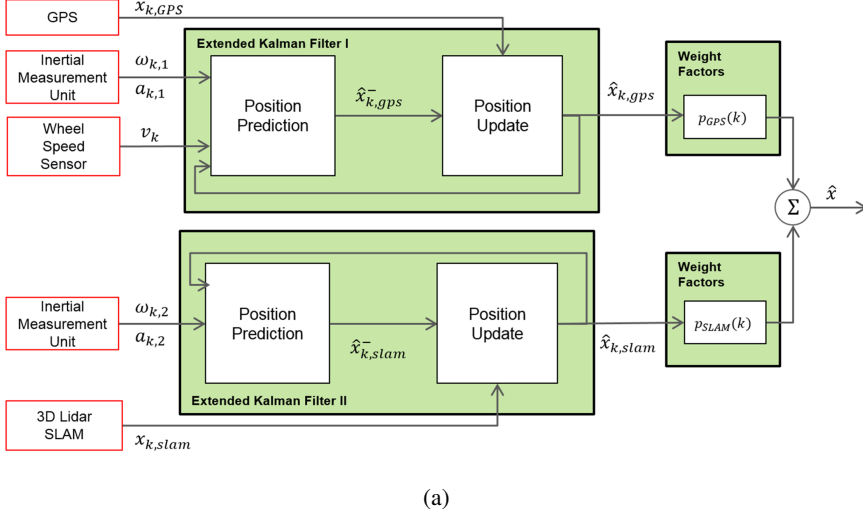 GPS
x_{k,GPS}
Extended Kalman Filter I
Inertial
Measurement
Unit
ω_{k,1}
a_{k,1}
Wheel
Speed
Sensor
v_k
Position
Prediction
x̂⁻_{k,gps}
Position
Update
x̂_{k,gps}
Weight
Factors
p_{GPS}(k)
Σ
x̂
Inertial
Measurement
Unit
ω_{k,2}
a_{k,2}
Position
Prediction
x̂⁻_{k,slam}
Position
Update
x̂_{k,slam}
Weight
Factors
p_{SLAM}(k)
Extended Kalman Filter II
3D Lidar
SLAM
x_{k,slam}
(a)